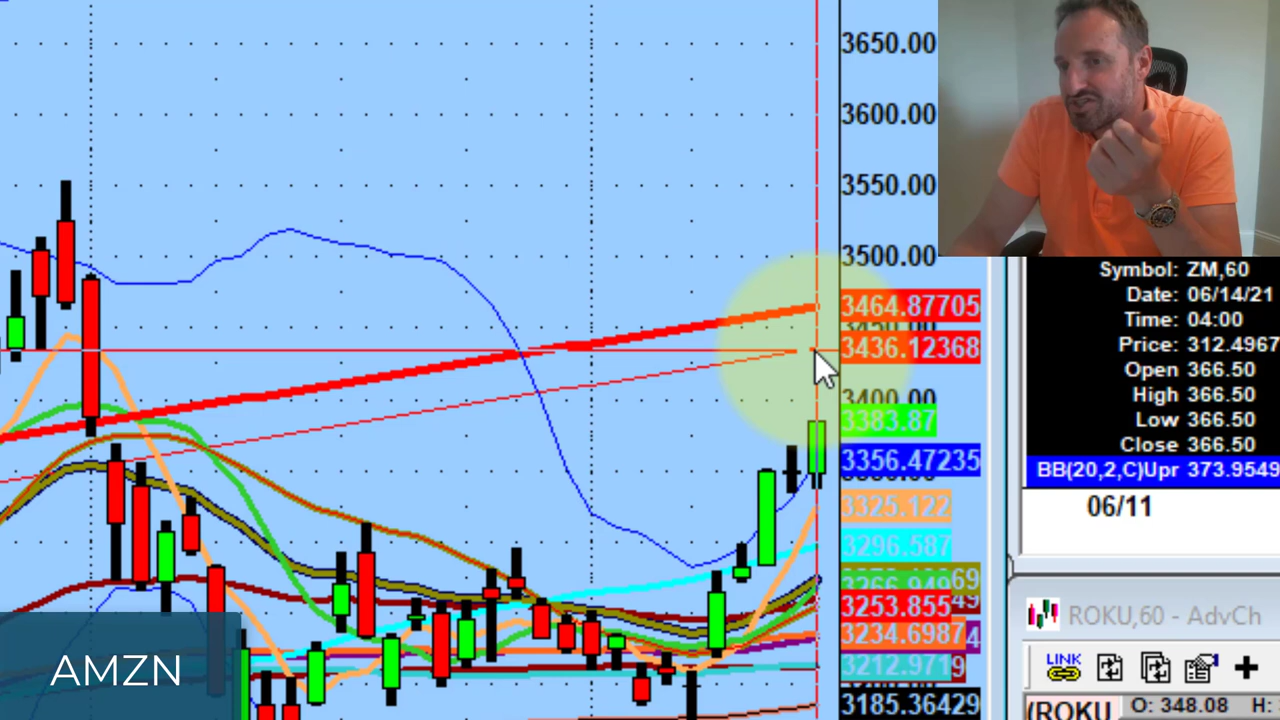 3650.00
3600.00
3550.00
3500.00
3464.87705
3436.12368
3400.00
3383.87
3356.47235
3325.122
3296.587
3266.949
3253.855
3234.6987
3212.9719
3185.36429
AMZN
Symbol: ZM,60
Date: 06/14/21
Time: 04:00
Price: 312.4967
Open 366.50
High 366.50
Low 366.50
Close 366.50
BB(20,2,C)Upr 373.9549
06/11
ROKU,60 - AdvCh
LINK
(ROKU O: 348.08 H: